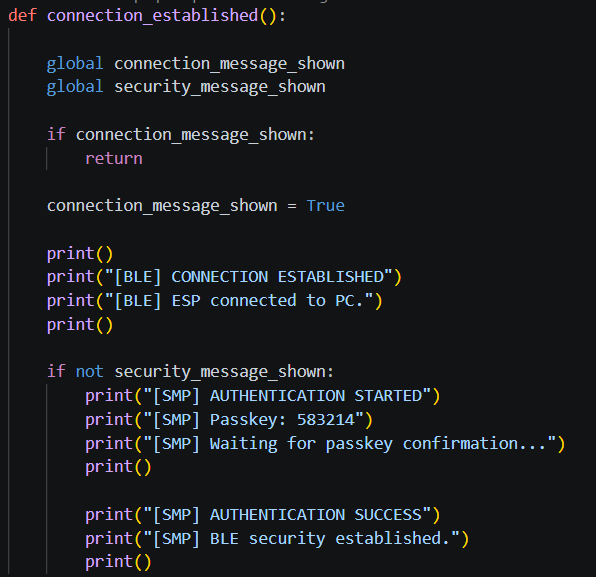 def connection_established():
global connection_message_shown
global security_message_shown
if connection_message_shown:
return
connection_message_shown = True
print()
print("[BLE] CONNECTION ESTABLISHED")
print("[BLE] ESP connected to PC.")
print()
if not security_message_shown:
print("[SMP] AUTHENTICATION STARTED")
print("[SMP] Passkey: 583214")
print("[SMP] Waiting for passkey confirmation...")
print()
print("[SMP] AUTHENTICATION SUCCESS")
print("[SMP] BLE security established.")
print()